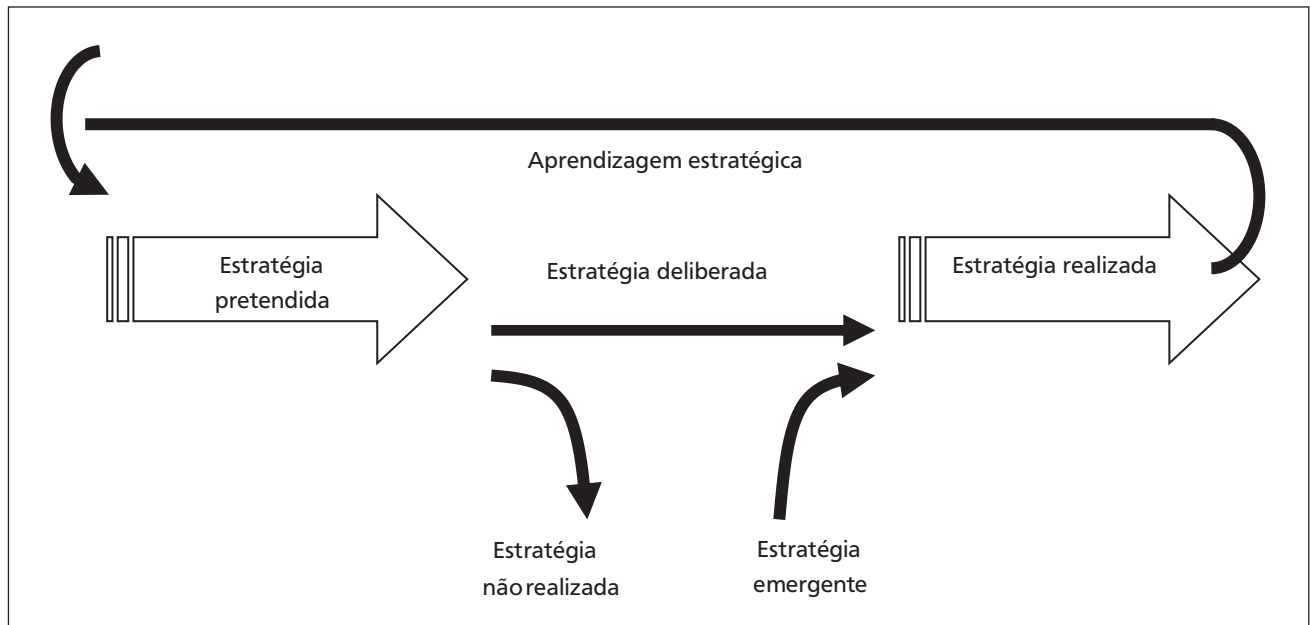 Aprendizagem estratégica
Estratégia
pretendida
Estratégia deliberada
Estratégia realizada
Estratégia
não realizada
Estratégia
emergente